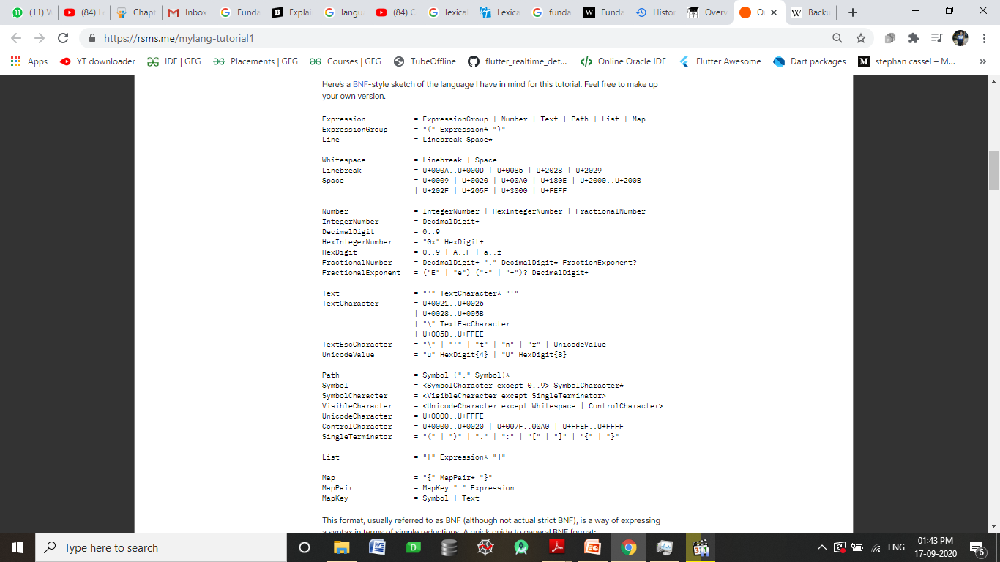 (11) W
(84) Li
Chapt
Inbox
Funda
Explai
langu
(84) C
lexica
Lexica
funda
Funda
Histor
Overv
O
Backu
https://rsms.me/mylang-tutorial1
Apps
YT downloader
IDE | GFG
Placements | GFG
Courses | GFG
TubeOffline
flutter_realtime_det...
Online Oracle IDE
Flutter Awesome
Dart packages
stephan cassel – M...
»
Here's a BNF-style sketch of the language I have in mind for this tutorial. Feel free to make up
your own version.
Expression = ExpressionGroup | Number | Text | Path | List | Map
ExpressionGroup = "(" Expression* ")"
Line = Linebreak Space*
Whitespace = Linebreak | Space
Linebreak = U+000A..U+000D | U+0085 | U+2028 | U+2029
Space = U+0009 | U+0020 | U+00A0 | U+180E | U+2000..U+200B
| U+202F | U+205F | U+3000 | U+FEFF
Number = IntegerNumber | HexIntegerNumber | FractionalNumber
IntegerNumber = DecimalDigit+
DecimalDigit = 0..9
HexIntegerNumber = "0x" HexDigit+
HexDigit = 0..9 | A..F | a..f
FractionalNumber = DecimalDigit+ "." DecimalDigit* FractionExponent?
FractionalExponent = ("E" | "e") ("-" | "+")? DecimalDigit+
Text = "'" TextCharacter* "'"
TextCharacter = U+0021..U+0026
| U+0028..U+005B
| "\" TextEscCharacter
| U+005D..U+FFEE
TextEscCharacter = "\" | "'" | "t" | "n" | "r" | UnicodeValue
UnicodeValue = "u" HexDigit{4} | "U" HexDigit{8}
Path = Symbol ("." Symbol)*
Symbol = <SymbolCharacter except 0..9> SymbolCharacter*
SymbolCharacter = <VisibleCharacter except SingleTerminator>
VisibleCharacter = <UnicodeCharacter except Whitespace | ControlCharacter>
UnicodeCharacter = U+0000..U+FFFE
ControlCharacter = U+0000..U+0020 | U+007F..00A0 | U+FFEF..U+FFFF
SingleTerminator = "(" | ")" | "." | ":" | "[" | "]" | "{" | "}"
List = "[" Expression* "]"
Map = "{" MapPair* "}"
MapPair = MapKey ":" Expression
MapKey = Symbol | Text
This format, usually referred to as BNF (although not actual strict BNF), is a way of expressing
a syntax in terms of simple reductions. A quick guide to general BNF format:
Type here to search
ENG
01:43 PM
17-09-2020
6